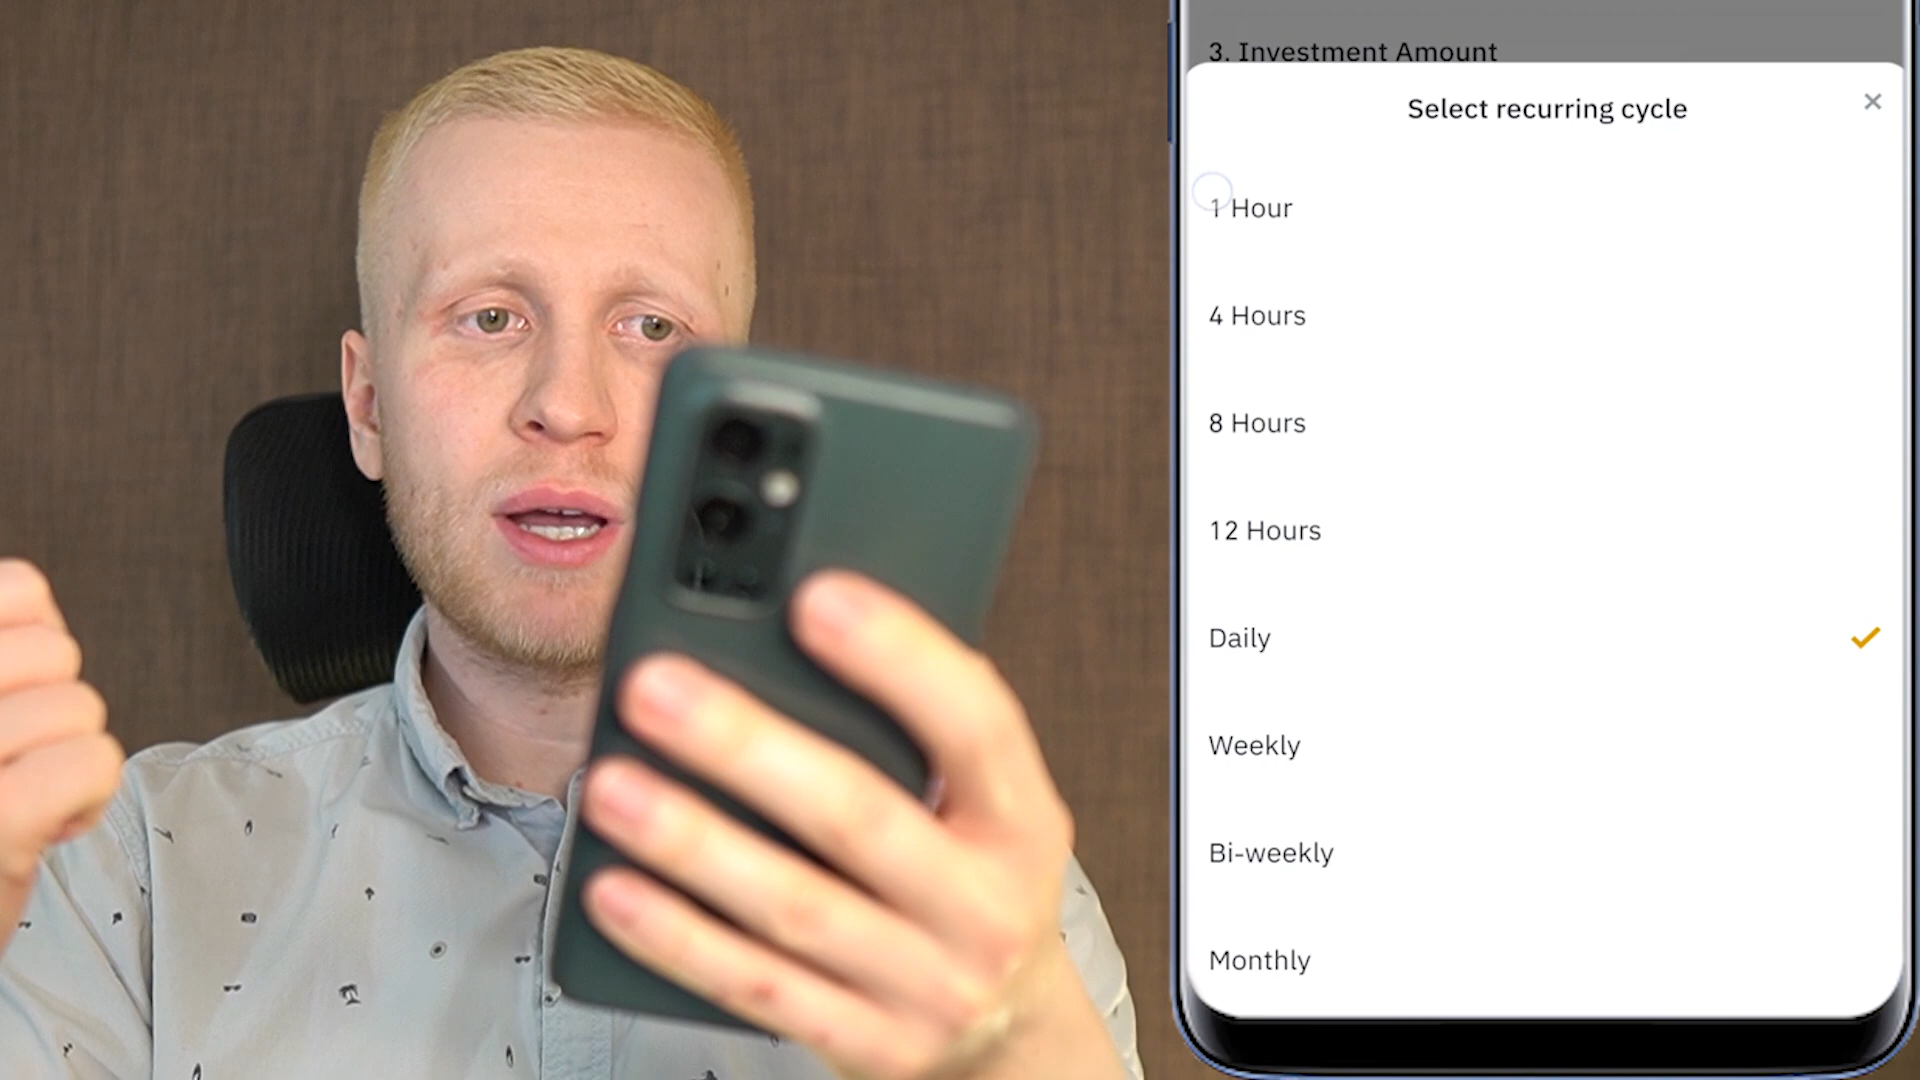 3. Investment Amount
Select recurring cycle
1 Hour
4 Hours
8 Hours
12 Hours
Daily
Weekly
Bi-weekly
Monthly